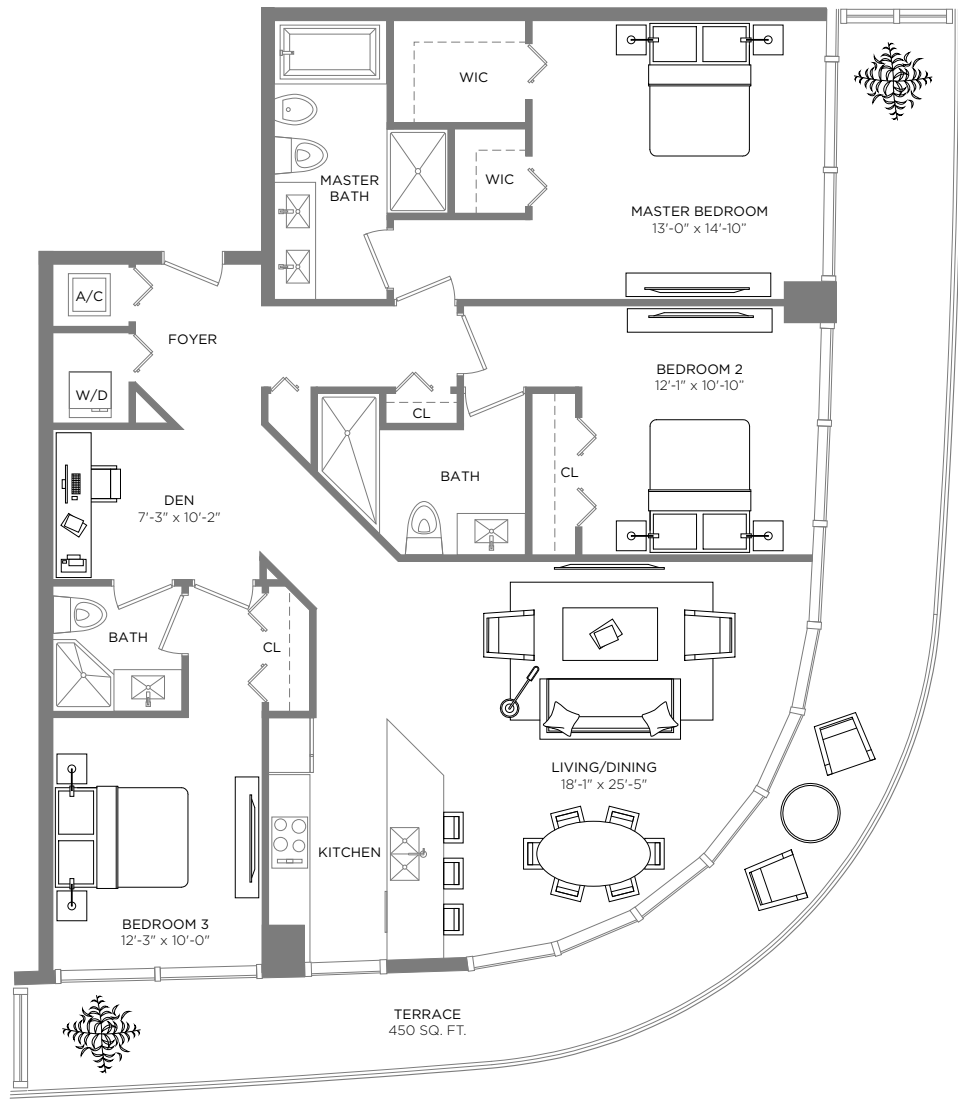 WIC
WIC
MASTER
BATH
MASTER BEDROOM
13'-0" x 14'-10"
A/C
FOYER
W/D
BEDROOM 2
12'-1" x 10'-10"
CL
BATH
CL
DEN
7'-3" x 10'-2"
BATH
CL
LIVING/DINING
18'-1" x 25'-5"
KITCHEN
BEDROOM 3
12'-3" x 10'-0"
TERRACE
450 SQ. FT.